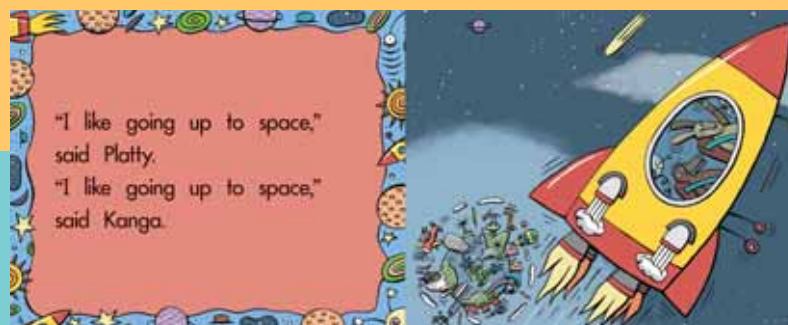 “I like going up to space,”
said Platty.
“I like going up to space,”
said Kanga.